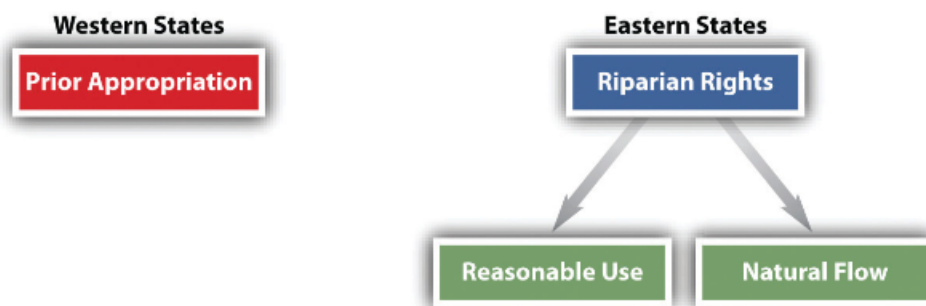 Western States
Prior Appropriation
Eastern States
Riparian Rights
Reasonable Use
Natural Flow